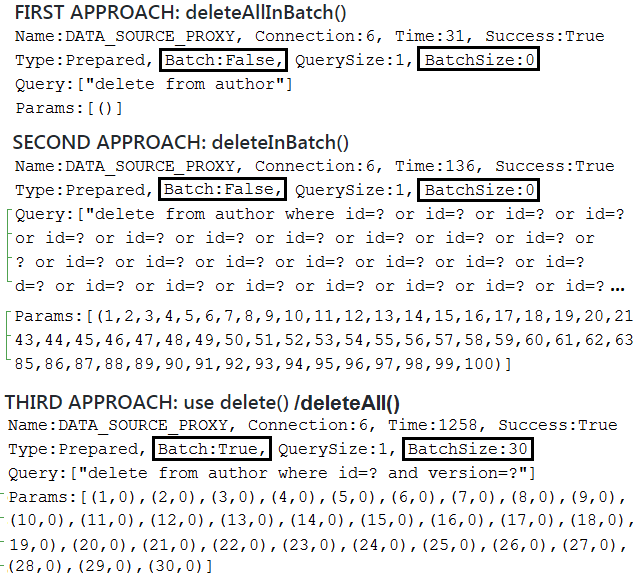 FIRST APPROACH: deleteAllInBatch()
Name:DATA_SOURCE_PROXY, Connection:6, Time:31, Success:True
Type:Prepared, Batch:False, QuerySize:1, BatchSize:0
Query:["delete from author"]
Params:[()]
SECOND APPROACH: deleteInBatch()
Name:DATA_SOURCE_PROXY, Connection:6, Time:136, Success:True
Type:Prepared, Batch:False, QuerySize:1, BatchSize:0
Query:["delete from author where id=? or id=? or id=? or id=?
or id=? or id=? or id=? or id=? or id=? or id=? or id=? or
? or id=? or id=? or id=? or id=? or id=? or id=? or id=?
d=? or id=? or id=? or id=? or id=? or id=? or id=? or id=? ...
Params:[(1,2,3,4,5,6,7,8,9,10,11,12,13,14,15,16,17,18,19,20,21
43,44,45,46,47,48,49,50,51,52,53,54,55,56,57,58,59,60,61,62,63
85,86,87,88,89,90,91,92,93,94,95,96,97,98,99,100)]
THIRD APPROACH: use delete() /deleteAll()
Name:DATA_SOURCE_PROXY, Connection:6, Time:1258, Success:True
Type:Prepared, Batch:True, QuerySize:1, BatchSize:30
Query:["delete from author where id=? and version=?"]
Params:[(1,0),(2,0),(3,0),(4,0),(5,0),(6,0),(7,0),(8,0),(9,0),
(10,0),(11,0),(12,0),(13,0),(14,0),(15,0),(16,0),(17,0),(18,0),
19,0),(20,0),(21,0),(22,0),(23,0),(24,0),(25,0),(26,0),(27,0),
(28,0),(29,0),(30,0)]